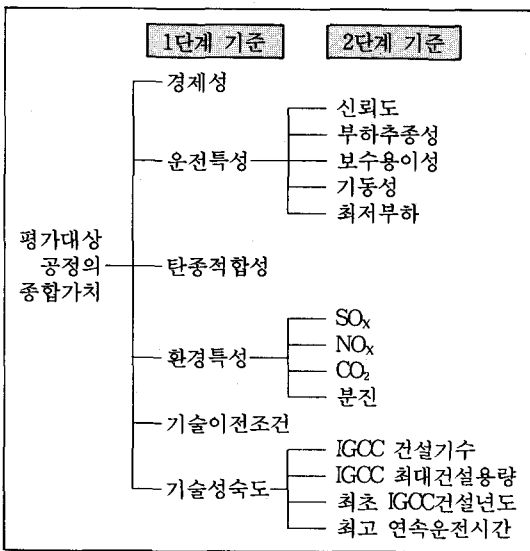 1단계 기준 2단계 기준
경제성
신뢰도
부하추종성
운전특성 보수용이성
기동성
최저부하
평가대상
공정의 탄종적합성
종합가치
SOx
NOx
환경특성
CO₂
분진
기술이전조건
IGCC 건설기수
IGCC 최대건설용량
기술성숙도
최초 IGCC건설년도
최고 연속운전시간